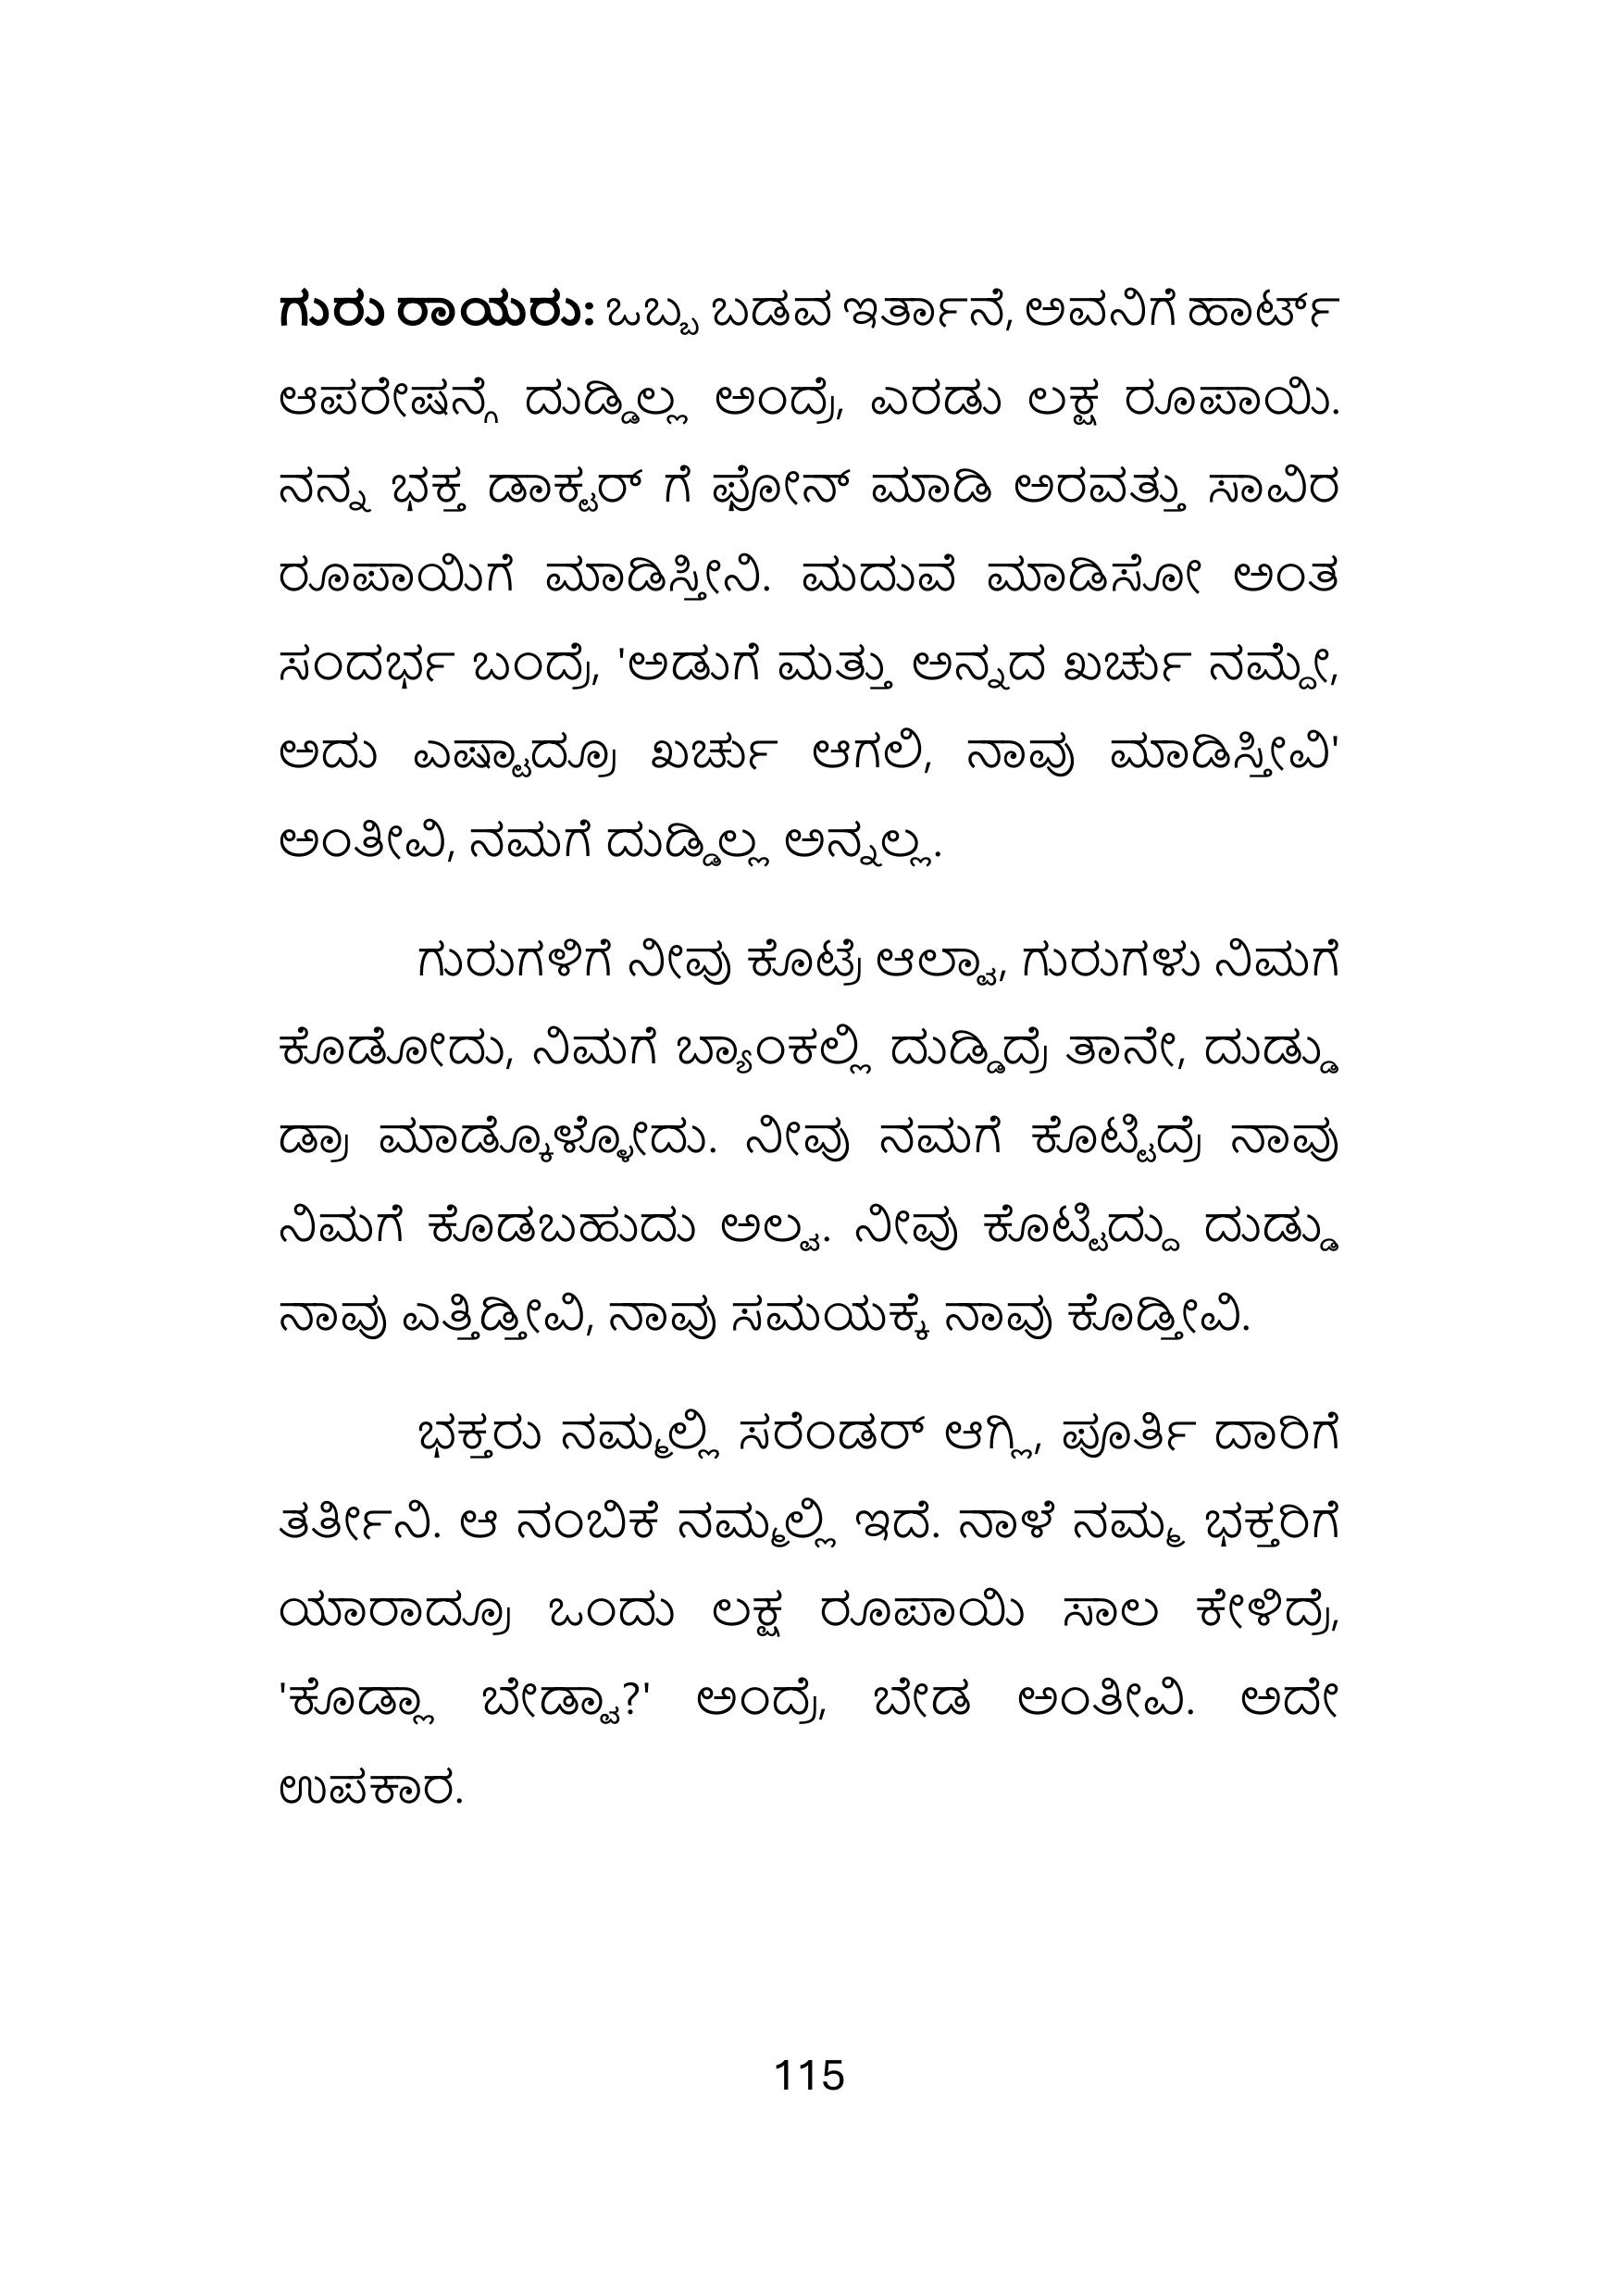 ಗುರು ರಾಯರು: ಒಬ್ಬ ಬಡವ ಇರ್ತಾನೆ, ಅವನಿಗೆ ಹಾರ್ಟ್
ಆಪರೇಷನ್ಗೆ ದುಡ್ಡಿಲ್ಲ ಅಂದ್ರೆ, ಎರಡು ಲಕ್ಷ ರೂಪಾಯಿ.
ನನ್ನ ಭಕ್ತ ಡಾಕ್ಟರ್ ಗೆ ಫೋನ್ ಮಾಡಿ ಅರವತ್ತು ಸಾವಿರ
ರೂಪಾಯಿಗೆ ಮಾಡಿಸ್ತೀನಿ. ಮದುವೆ ಮಾಡಿಸೋ ಅಂತ
ಸಂದರ್ಭ ಬಂದ್ರೆ, 'ಅಡುಗೆ ಮತ್ತು ಅನ್ನದ ಖರ್ಚು ನಮ್ದೇ,
ಅದು ಎಷ್ಟಾದ್ರೂ ಖರ್ಚು ಆಗಲಿ, ನಾವು ಮಾಡಿಸ್ತೀವಿ'
ಅಂತೀವಿ, ನಮಗೆ ದುಡ್ಡಿಲ್ಲ ಅನ್ನಲ್ಲ.
ಗುರುಗಳಿಗೆ ನೀವು ಕೊಟ್ರೆ ಆಲ್ವಾ, ಗುರುಗಳು ನಿಮಗೆ
ಕೊಡೋದು, ನಿಮಗೆ ಬ್ಯಾಂಕಲ್ಲಿ ದುಡ್ಡಿದ್ರೆ ತಾನೇ, ದುಡ್ಡು
ಡ್ರಾ ಮಾಡ್ಕೊಳ್ಳೋದು. ನೀವು ನಮಗೆ ಕೊಟ್ಟಿದ್ರೆ ನಾವು
ನಿಮಗೆ ಕೊಡಬಹುದು ಅಲ್ವ. ನೀವು ಕೊಟ್ಟಿದ್ದು ದುಡ್ಡು
ನಾವು ಎತ್ತಿಡ್ತೀವಿ, ನಾವು ಸಮಯಕ್ಕೆ ನಾವು ಕೊಡ್ತೀವಿ.
ಭಕ್ತರು ನಮ್ಮಲ್ಲಿ ಸರೆಂಡರ್ ಆಗ್ಲಿ, ಪೂರ್ತಿ ದಾರಿಗೆ
ತರ್ತೀನಿ. ಆ ನಂಬಿಕೆ ನಮ್ಮಲ್ಲಿ ಇದೆ. ನಾಳೆ ನಮ್ಮ ಭಕ್ತರಿಗೆ
ಯಾರಾದ್ರೂ ಒಂದು ಲಕ್ಷ ರೂಪಾಯಿ ಸಾಲ ಕೇಳಿದ್ರೆ,
'ಕೊಡ್ಲಾ ಬೇಡ್ವಾ?' ಅಂದ್ರೆ, ಬೇಡ ಅಂತೀವಿ. ಅದೇ
ಉಪಕಾರ.
115